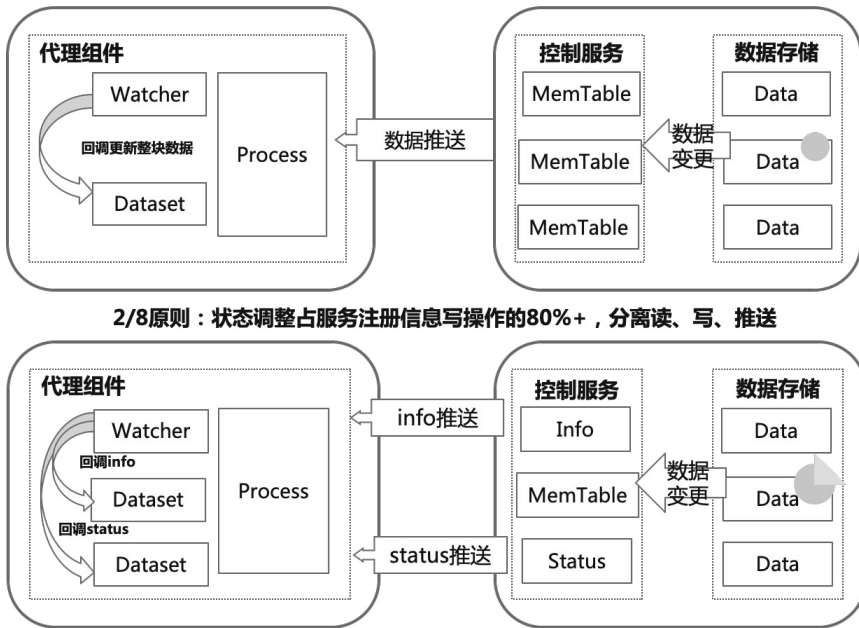 代理组件
Watcher
回调更新整块数据
Dataset
Process
数据推送
控制服务
MemTable
MemTable
MemTable
数据
变更
数据存储
Data
Data
Data
2/8原则：状态调整占服务注册信息写操作的80%+，分离读、写、推送
代理组件
Watcher
回调info
Dataset
回调status
Dataset
Process
info推送
status推送
控制服务
Info
MemTable
Status
数据
变更
数据存储
Data
Data
Data